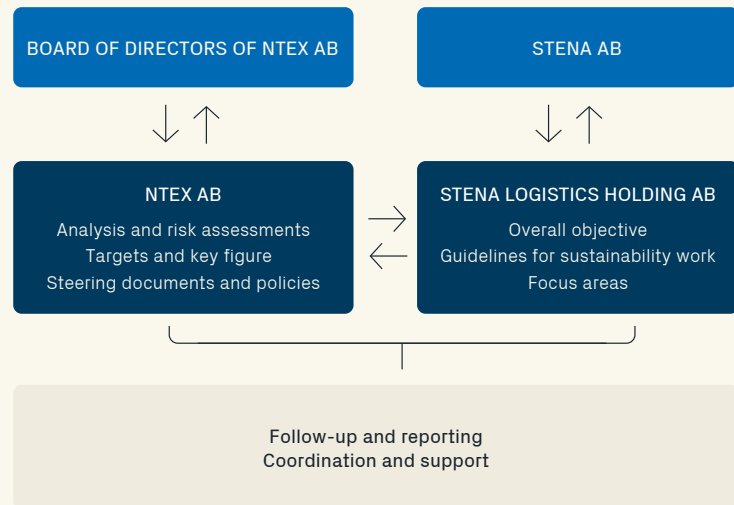 BOARD OF DIRECTORS OF NTEX AB
STENA AB
NTEX AB
Analysis and risk assessments
Targets and key figure
Steering documents and policies
STENA LOGISTICS HOLDING AB
Overall objective
Guidelines for sustainability work
Focus areas
Follow-up and reporting
Coordination and support